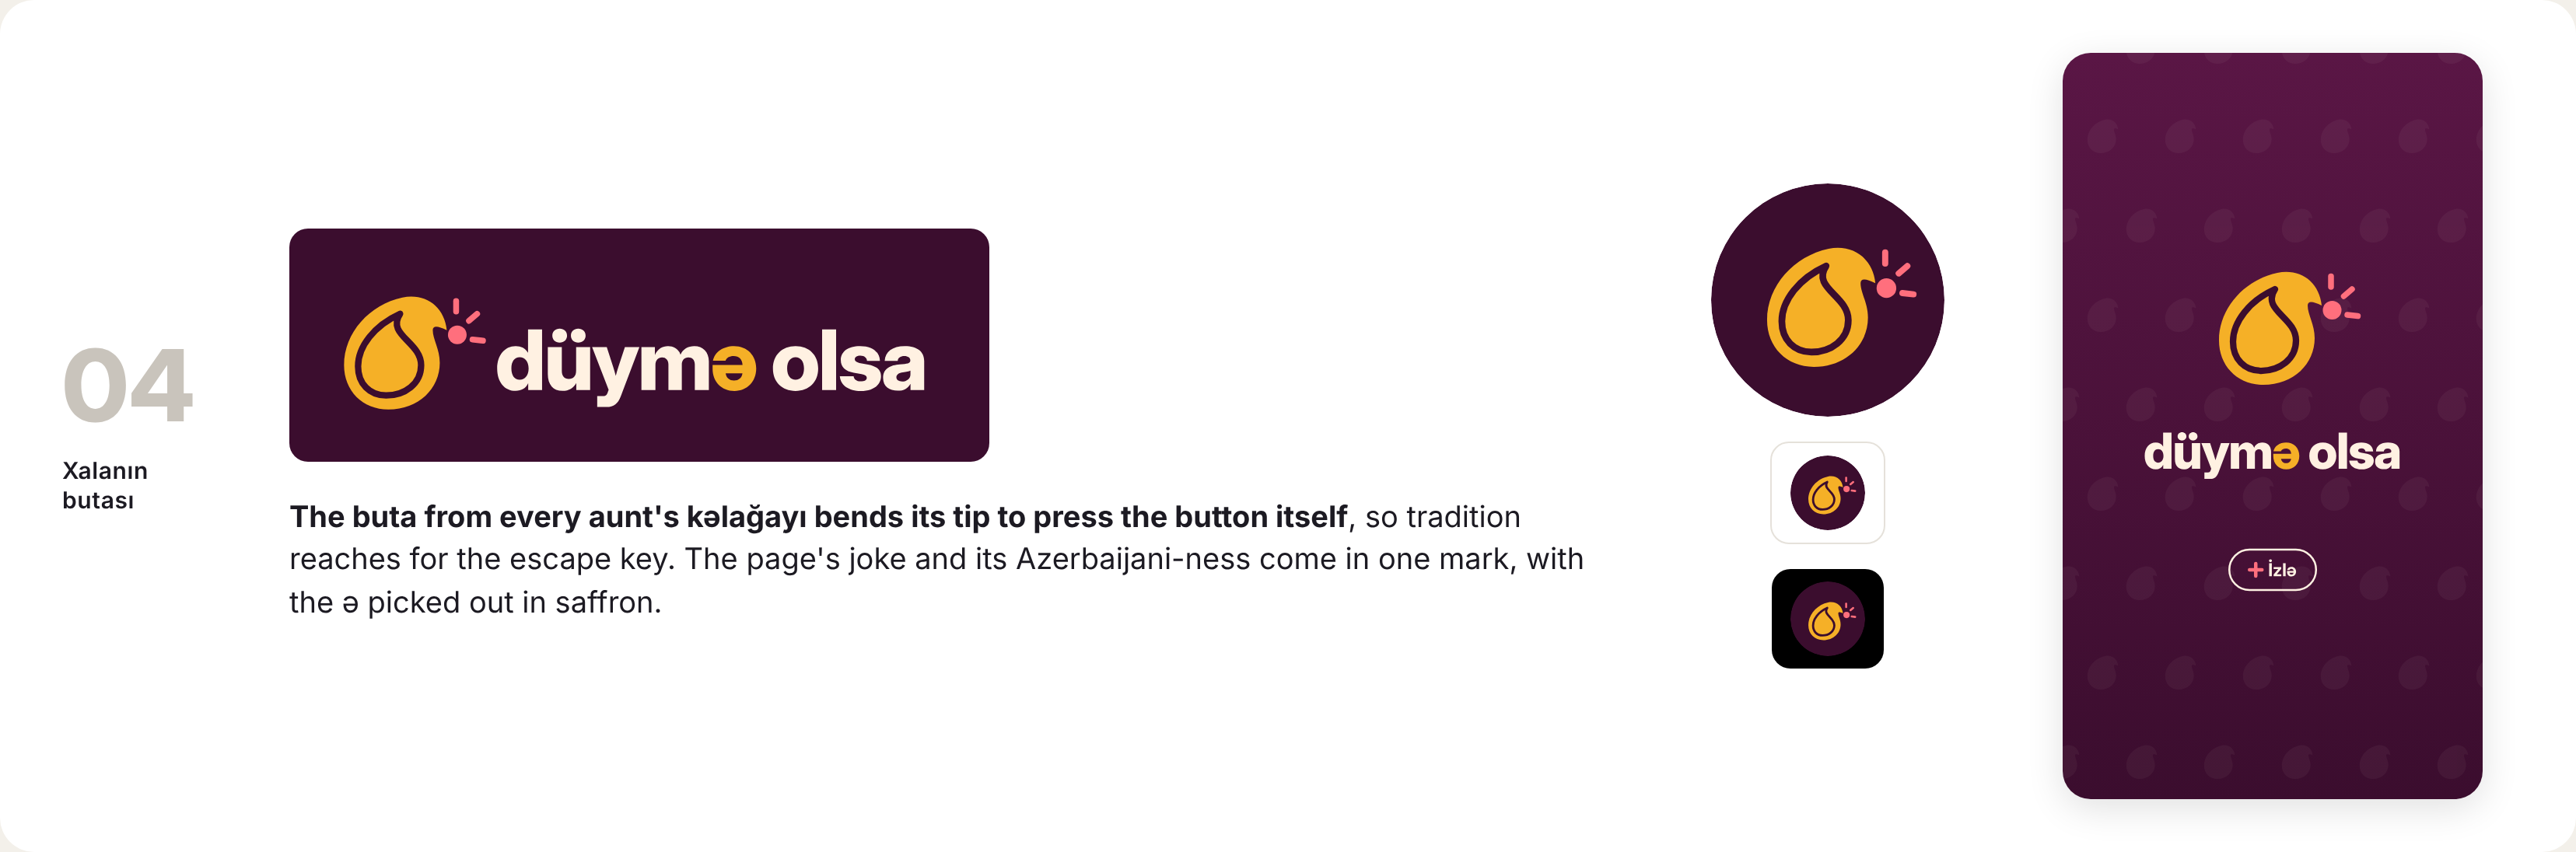 04
Xalanın
butası
düymə olsa
The buta from every aunt's kəlağayı bends its tip to press the button itself, so tradition
reaches for the escape key. The page's joke and its Azerbaijani-ness come in one mark, with
the ə picked out in saffron.
düymə olsa
+ İzlə